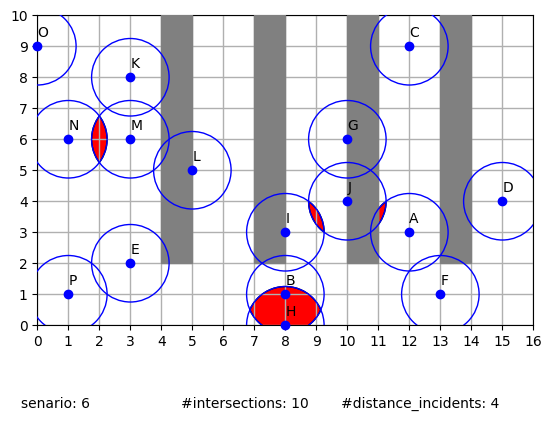 10
9
8
7
6
5
4
3
2
1
0
O
C
K
N
M
G
L
J
D
I
A
E
P
B
F
H
0 1 2 3 4 5 6 7 8 9 10 11 12 13 14 15 16
senario: 6 #intersections: 10 #distance_incidents: 4